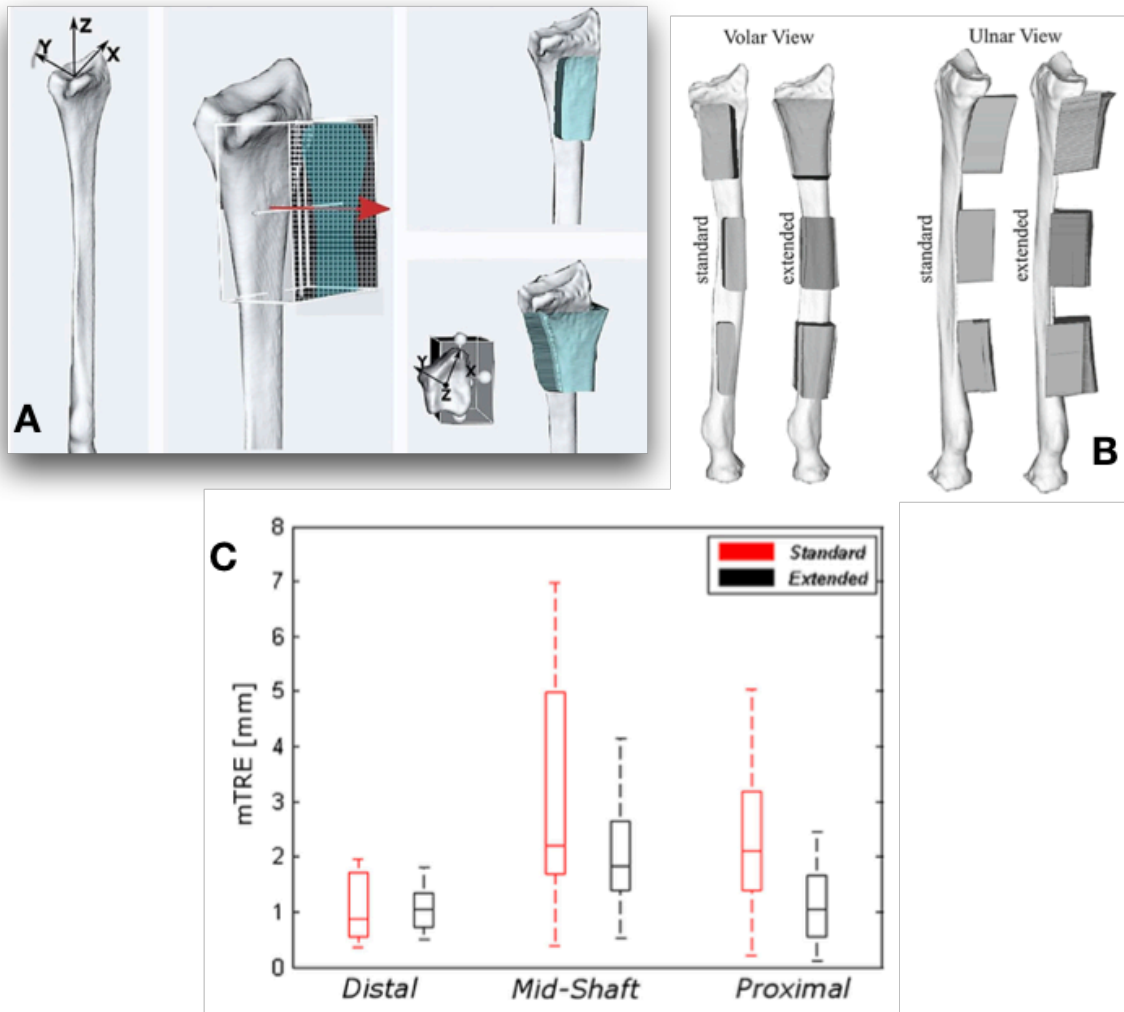 Z
Y
X
Y
X
Z
A
Volar View
Ulnar View
standard
extended
standard
extended
B
C
mTRE [mm]
8
7
6
5
4
3
2
1
0
Standard
Extended
Distal
Mid-Shaft
Proximal